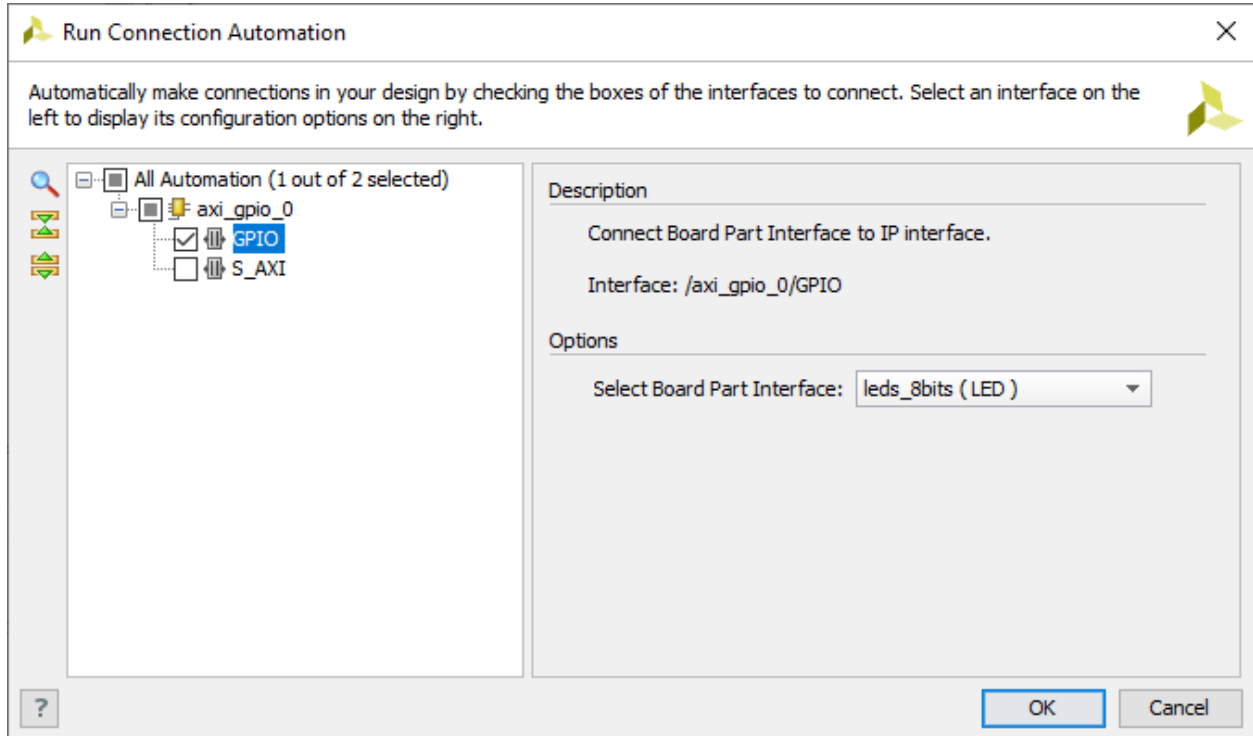 Run Connection Automation
Automatically make connections in your design by checking the boxes of the interfaces to connect. Select an interface on the
left to display its configuration options on the right.
All Automation (1 out of 2 selected)
axi_gpio_0
GPIO
S_AXI
Description
Connect Board Part Interface to IP interface.
Interface: /axi_gpio_0/GPIO
Options
Select Board Part Interface: leds_8bits ( LED )
? OK Cancel